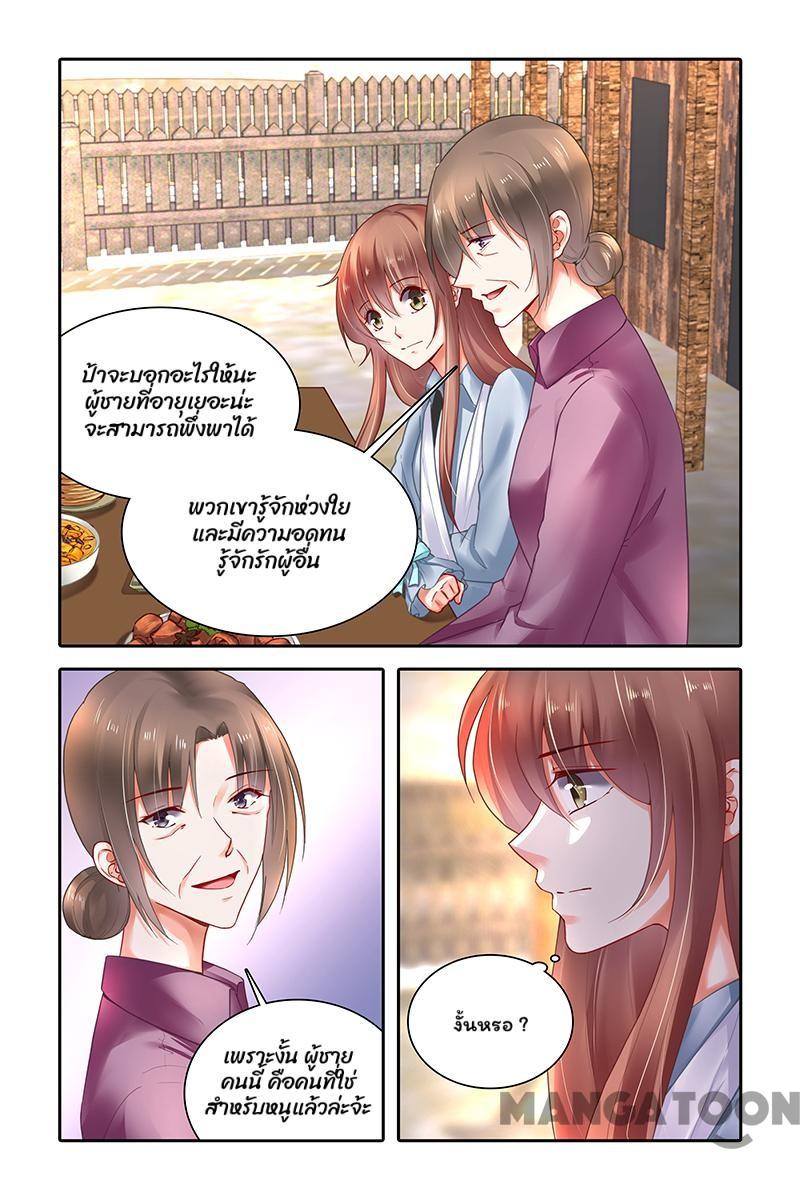 ป้าจะบอกอะไรให้นะ
ผู้ชายที่อายุเยอะน่ะ
จะสามารถพึ่งพาได้
พวกเขารู้จักห่วงใย
และมีความอดทน
รู้จักรักผู้อื่น
เพราะงั้น ผู้ชาย
คนนี้ คือคนที่ใช่
สำหรับหนูแล้วล่ะจ้ะ
งั้นหรอ ?
MANGATOON